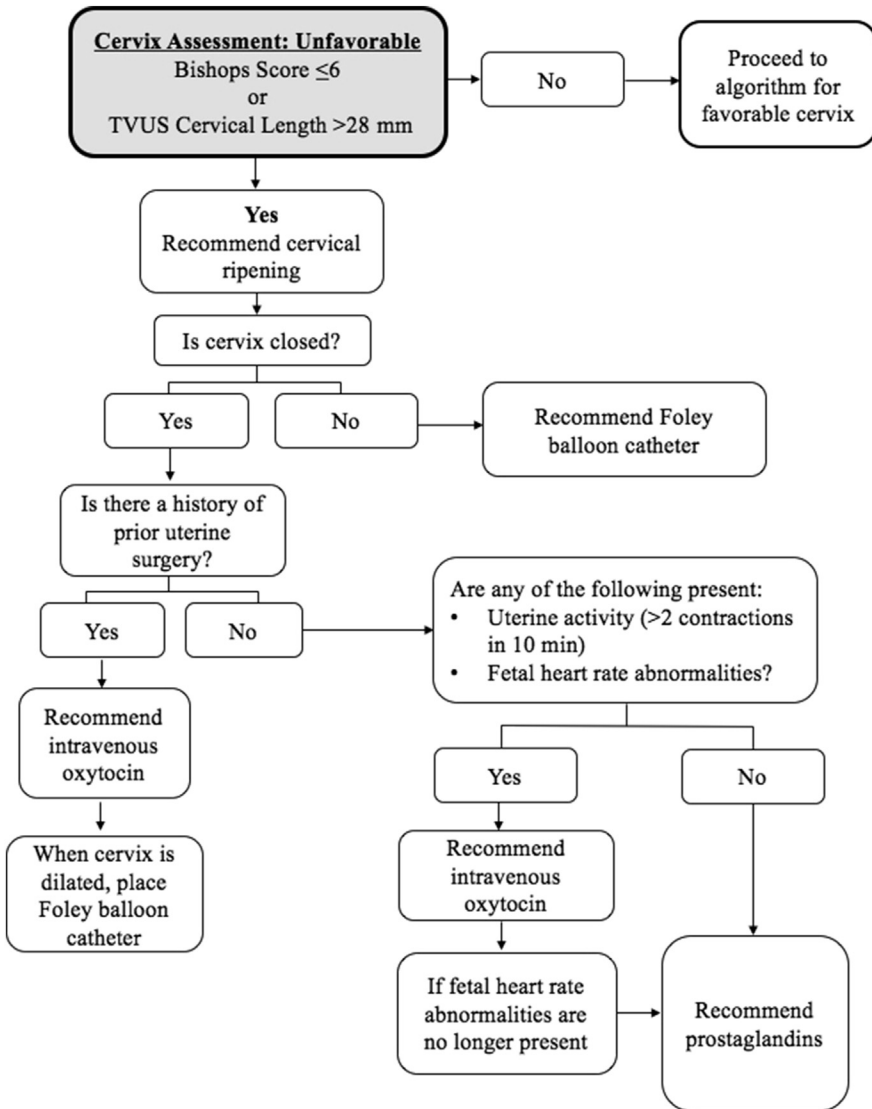 Cervix Assessment: Unfavorable
Bishops Score ≤6
or
TVUS Cervical Length >28 mm
No
Proceed to
algorithm for
favorable cervix
Yes
Recommend cervical
ripening
Is cervix closed?
Yes
No
Recommend Foley
balloon catheter
Is there a history of
prior uterine
surgery?
Yes
No
Are any of the following present:
• Uterine activity (>2 contractions
in 10 min)
• Fetal heart rate abnormalities?
Recommend
intravenous
oxytocin
When cervix is
dilated, place
Foley balloon
catheter
Yes
No
Recommend
intravenous
oxytocin
If fetal heart rate
abnormalities are
no longer present
Recommend
prostaglandins